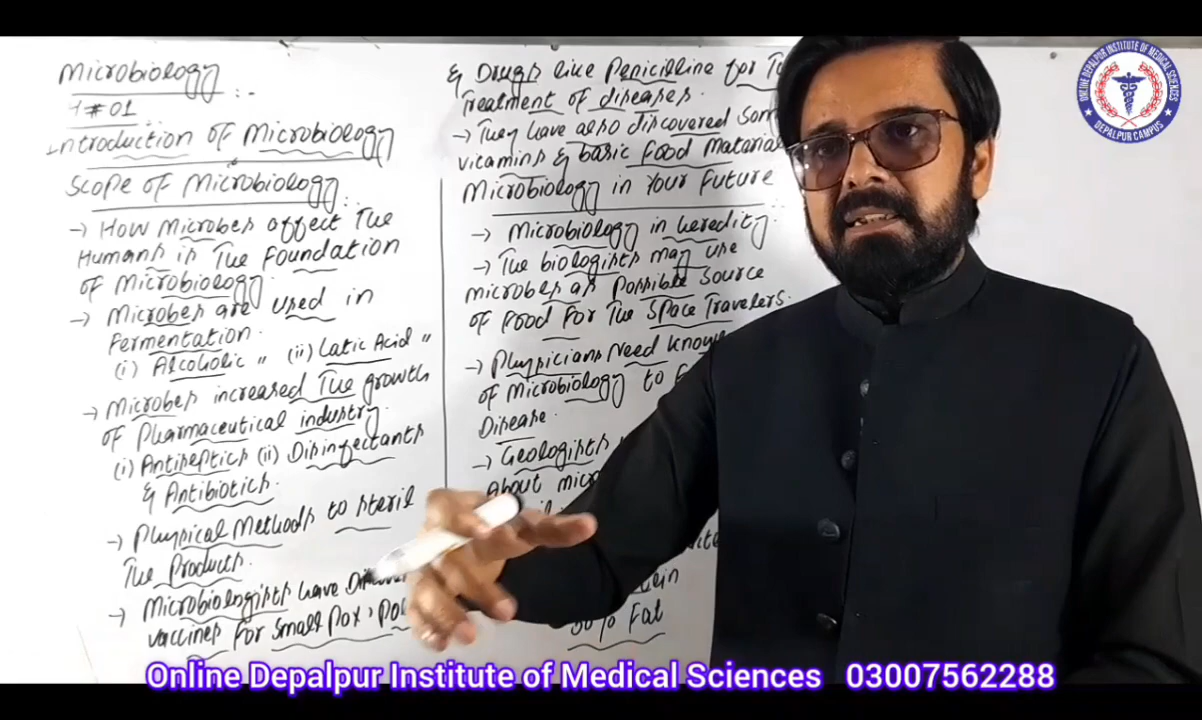 Microbiology :-
# 01
Introduction of Microbiology
Scope of Microbiology :-
→ How Microbes affect The
Humans is The Foundation
of Microbiology.
→ Microbes are used in
Fermentation.
(i) Alcoholic " (ii) Latic Acid "
→ Microbes increased The growth
of Pharmaceutical industry.
(i) Antiseptics (ii) Disinfectants
& Antibiotics.
→ Physical Methods to steril
The Products.
→ Microbiologists have
vaccines for Small Pox,
& Drugs like Penicilline for
Treatment of diseases.
→ They have also discovered
vitamins & basic food Material
Microbiology in Your Future
→ Microbiology in heredity.
→ The biologists may use
microbes as Possible Source
of food For The Space Travelers.
→ Physicians Need
of Microbiology to
Disease.
→ Geologists
About
Fat
ONLINE DEPALPUR INSTITUTE OF MEDICAL SCIENCES
DEPALPUR CAMPUS
Online Depalpur Institute of Medical Sciences 03007562288